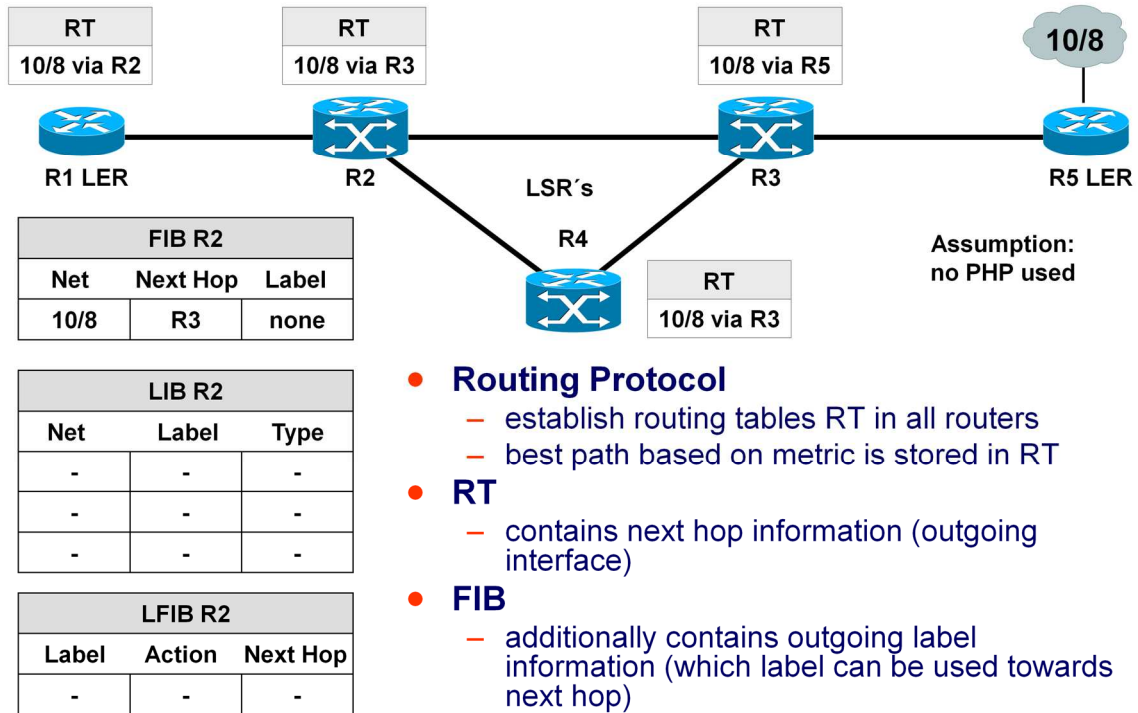 RT
10/8 via R2
RT
10/8 via R3
RT
10/8 via R5
10/8
R1 LER
R2
R3
R5 LER
LSR´s
R4
RT
10/8 via R3
Assumption:
no PHP used
FIB R2
Net Next Hop Label
10/8 R3 none
LIB R2
Net Label Type
- - -
- - -
- - -
LFIB R2
Label Action Next Hop
- - -
• Routing Protocol
– establish routing tables RT in all routers
– best path based on metric is stored in RT
• RT
– contains next hop information (outgoing
interface)
• FIB
– additionally contains outgoing label
information (which label can be used towards
next hop)